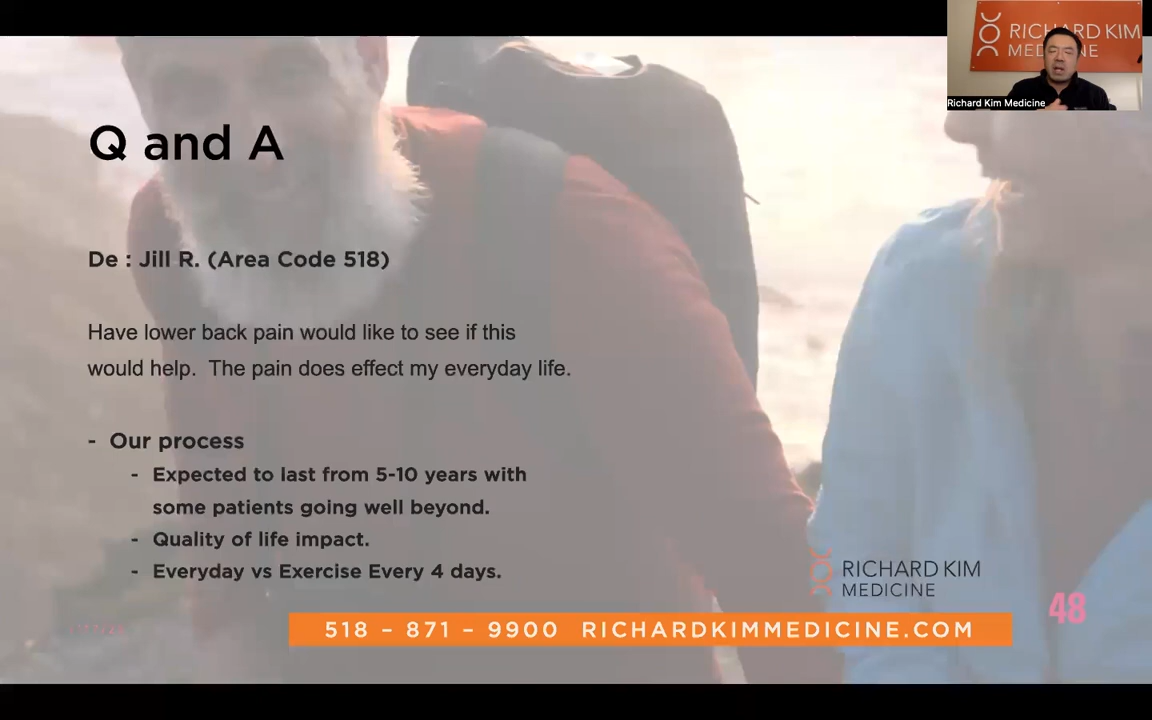 RICHARD KIM
Richard Kim Medicine
Q and A
De : Jill R. (Area Code 518)
Have lower back pain would like to see if this
would help. The pain does effect my everyday life.
- Our process
- Expected to last from 5-10 years with
some patients going well beyond.
- Quality of life impact.
- Everyday vs Exercise Every 4 days.
RICHARD KIM
MEDICINE
48
518 – 871 – 9900 RICHARDKIMMEDICINE.COM